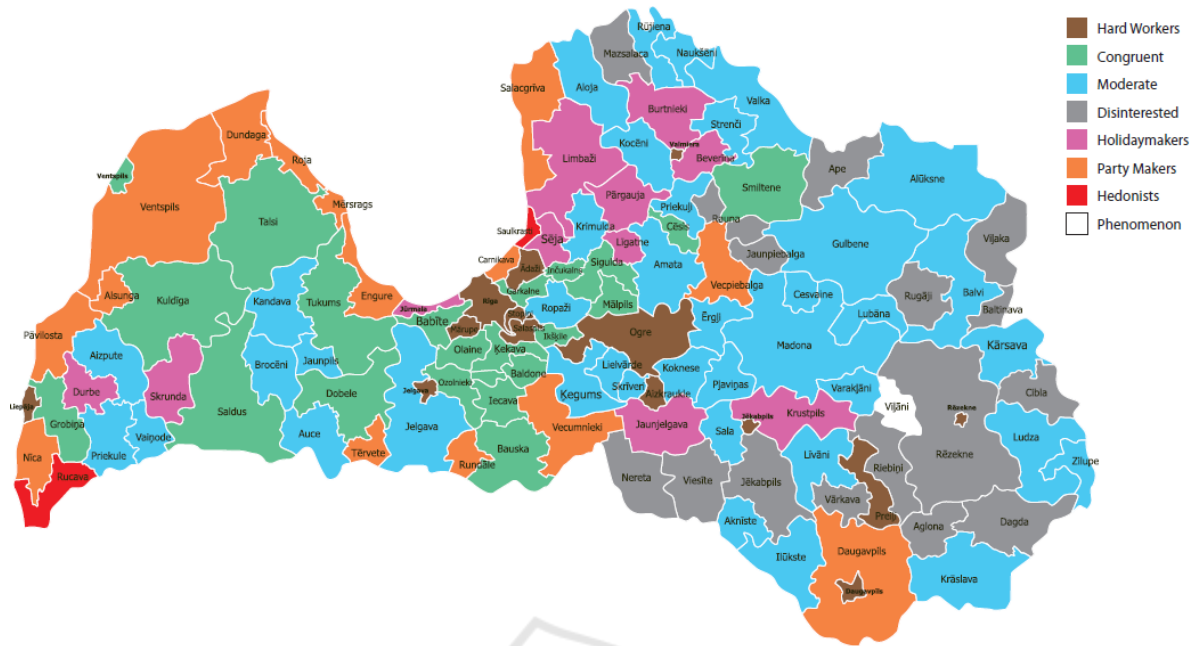 Hard Workers
Congruent
Moderate
Disinterested
Holidaymakers
Party Makers
Hedonists
Phenomenon
Rūjiena
Mazsalaca
Naukšēni
Salacgrīva
Aloja
Burtnieki
Valka
Strenči
Dundaga
Kocēni
Valmiera
Roja
Limbaži
Beverina
Ape
Ventspils
Smiltene
Alūksne
Pārgauja
Ventspils
Mērsrags
Priekuļi
Rauna
Talsi
Krimulda
Cēsis
Saulkrasti
Sēja
Līgatne
Gulbene
Viļaka
Carnikava
Sigulda
Amata
Jaunpiebalga
Ādaži
Inčukalns
Vecpiebalga
Alsunga
Kuldīga
Engure
Garkalne
Cesvaine
Rugāji
Balvi
Kandava
Tukums
Rīga
Mālpils
Jūrmala
Ropaži
Baltinava
Pāvilosta
Babīte
Stopiņi
Ērgļi
Lubāna
Mārupe
Salaspils
Ikšķile
Ogre
Madona
Kārsava
Aizpute
Olaine
Ķekava
Brocēni
Jaunpils
Lielvārde
Koknese
Baldone
Durbe
Ozolnieki
Skrīveri
Pļaviņas
Varakļāni
Cibla
Jelgava
Ķegums
Aizkraukle
Skrunda
Dobele
Iecava
Liepāja
Viļāni
Rēzekne
Saldus
Krustpils
Jēkabpils
Grobiņa
Vaiņode
Auce
Jelgava
Vecumnieki
Jaunjelgava
Sala
Ludza
Priekule
Tērvete
Bauska
Līvāni
Rēzekne
Nīca
Rundāle
Riebiņi
Zilupe
Rucava
Nereta
Viesīte
Jēkabpils
Vārkava
Preiļi
Akniste
Aglona
Dagda
Daugavpils
Ilūkste
Krāslava
Daugavpils